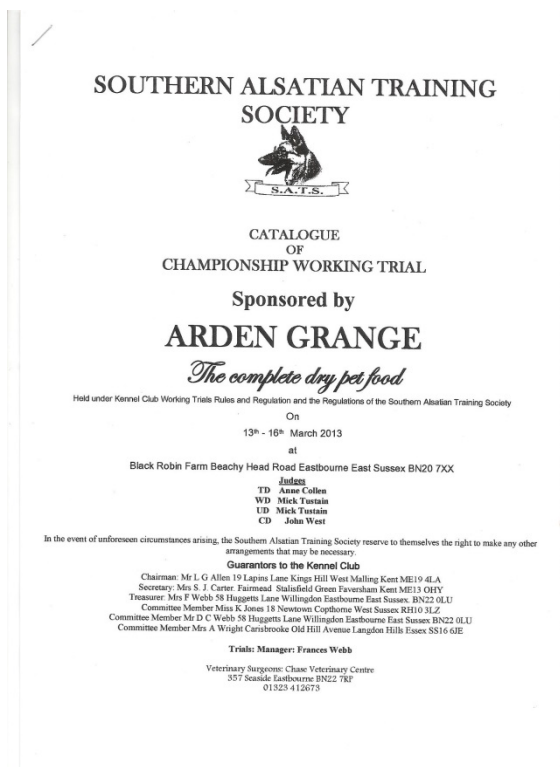 SOUTHERN ALSATIAN TRAINING
SOCIETY
S.A.T.S.
CATALOGUE
OF
CHAMPIONSHIP WORKING TRIAL
Sponsored by
ARDEN GRANGE
The complete dry pet food
Held under Kennel Club Working Trials Rules and Regulation and the Regulations of the Southern Alsatian Training Society
On
13th - 16th March 2013
at
Black Robin Farm Beachy Head Road Eastbourne East Sussex BN20 7XX
Judges
TD Anne Collen
WD Mick Tustain
UD Mick Tustain
CD John West
In the event of unforeseen circumstances arising, the Southern Alsatian Training Society reserve to themselves the right to make any other
arrangements that may be necessary.
Guarantors to the Kennel Club
Chairman: Mr L G Allen 19 Lapins Lane Kings Hill West Malling Kent ME19 4LA
Secretary: Mrs S. J. Carter. Fairmead Stalisfield Green Faversham Kent ME13 OHY
Treasurer: Mrs F Webb 58 Huggetts Lane Willingdon Eastbourne East Sussex. BN22 0LU
Committee Member Miss K Jones 18 Newtown Copthorne West Sussex RH10 3LZ
Committee Member Mr D C Webb 58 Huggetts Lane Willingdon Eastbourne East Sussex BN22 0LU
Committee Member Mrs A Wright Carisbrooke Old Hill Avenue Langdon Hills Essex SS16 6JE
Trials: Manager: Frances Webb
Veterinary Surgeons: Chase Veterinary Centre
357 Seaside Eastbourne BN22 7RP
01323 412673